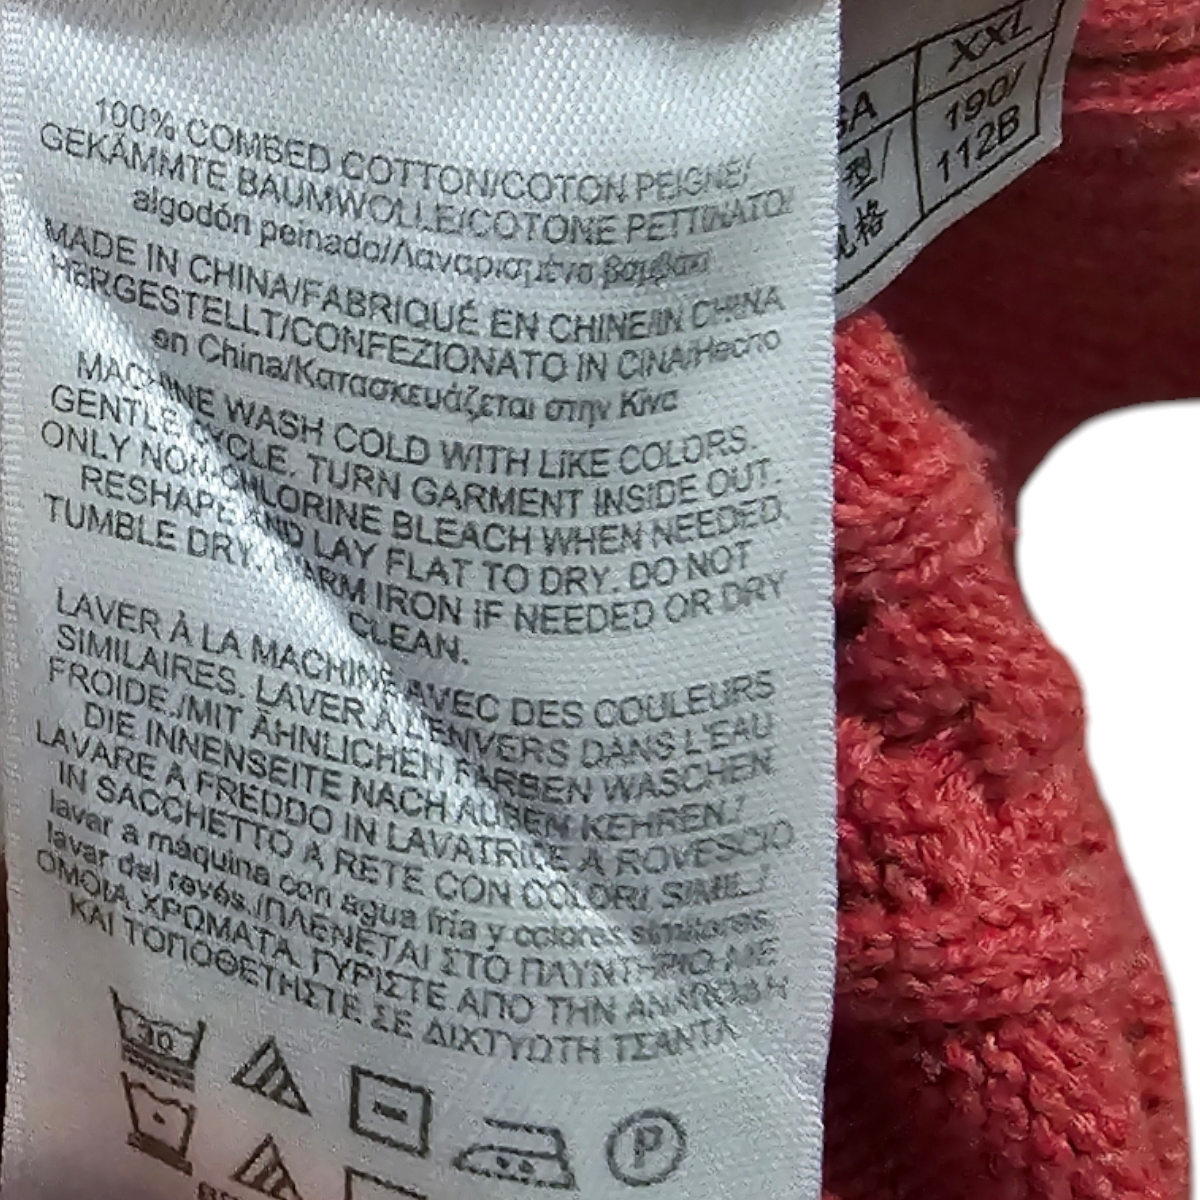 100% COMBED COTTON/COTON PEIGNÉ/
GEKÄMMTE BAUMWOLLE/COTONE PETTINATO/
algodón peinado/Λαναρισμένο βαμβάκι
MADE IN CHINA/FABRIQUÉ EN CHINE/IN CHINA
HERGESTELLT/CONFEZIONATO IN CINA/Hecho
en China/Κατασκευάζεται στην Κίνα
MACHINE WASH COLD WITH LIKE COLORS.
GENTLE CYCLE. TURN GARMENT INSIDE OUT.
ONLY NON-CHLORINE BLEACH WHEN NEEDED.
RESHAPE AND LAY FLAT TO DRY. DO NOT
TUMBLE DRY. WARM IRON IF NEEDED OR DRY
CLEAN.
LAVER À LA MACHINE AVEC DES COULEURS
SIMILAIRES. LAVER À L'ENVERS DANS L'EAU
FROIDE./MIT ÄHNLICHEN FARBEN WASCHEN.
DIE INNENSEITE NACH AUßEN KEHREN./
LAVARE A FREDDO IN LAVATRICE A ROVESCIO
IN SACCHETTO A RETE CON COLORI SIMILI./
lavar a máquina con agua fría y colores similares.
lavar del revés./ΠΛΕΝΕΤΑΙ ΣΤΟ ΠΛΥΝΤΗΡΙΟ ΜΕ
ΟΜΟΙΑ ΧΡΩΜΑΤΑ. ΓΥΡΙΣΤΕ ΑΠΟ ΤΗΝ ΑΝΑΠΟΔΗ
ΚΑΙ ΤΟΠΟΘΕΤΗΣΤΕ ΣΕ ΔΙΧΤΥΩΤΗ ΤΣΑΝΤΑ
30
P
XXL
型/ 190/
格 112B